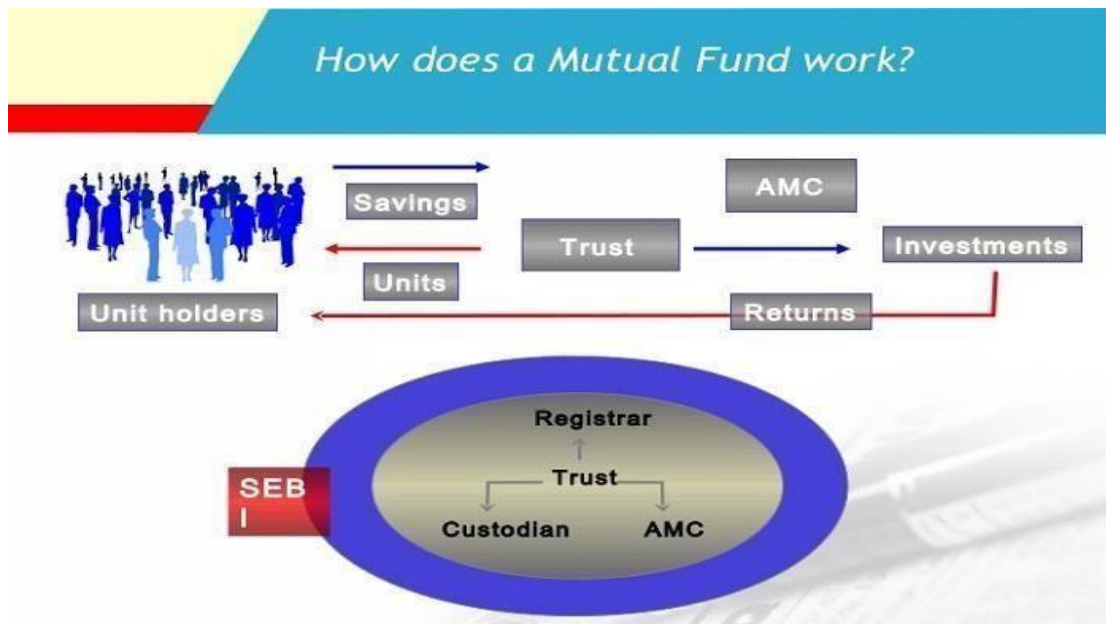 How does a Mutual Fund work?
Savings
AMC
Trust
Investments
Units
Unit holders
Returns
Registrar
Trust
SEB
I
Custodian
AMC